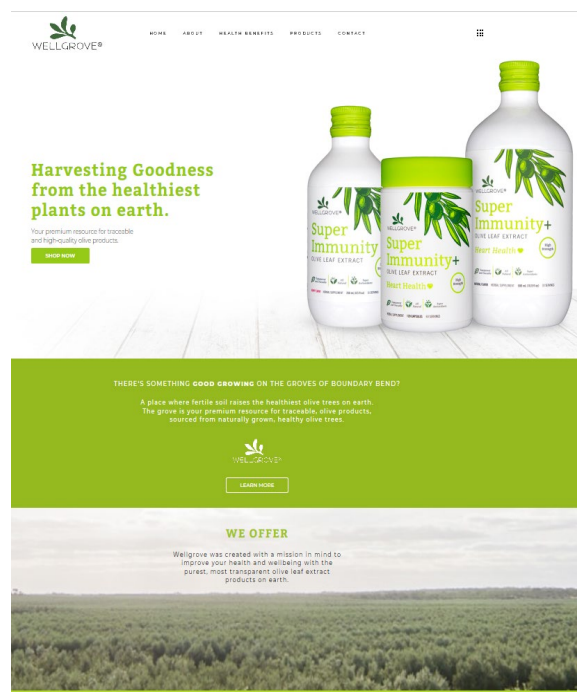 WELLGROVE®
HOME ABOUT HEALTH BENEFITS PRODUCTS CONTACT
Harvesting Goodness
from the healthiest
plants on earth.
Your premium resource for traceable
and high-quality olive products.
SHOP NOW
WELLGROVE®
Super
Immunity
OLIVE LEAF EXTRACT
WELLGROVE®
Super
Immunity+
OLIVE LEAF EXTRACT
Heart Health
High Strength
WELLGROVE®
Super
Immunity+
OLIVE LEAF EXTRACT
Heart Health
High Strength
THERE'S SOMETHING GOOD GROWING ON THE GROVES OF BOUNDARY BEND?
A place where fertile soil raises the healthiest olive trees on earth.
The grove is your premium resource for traceable, olive products,
sourced from naturally grown, healthy olive trees.
WELLGROVE®
LEARN MORE
WE OFFER
Wellgrove was created with a mission in mind to
improve your health and wellbeing with the
purest, most transparent olive leaf extract
products on earth.